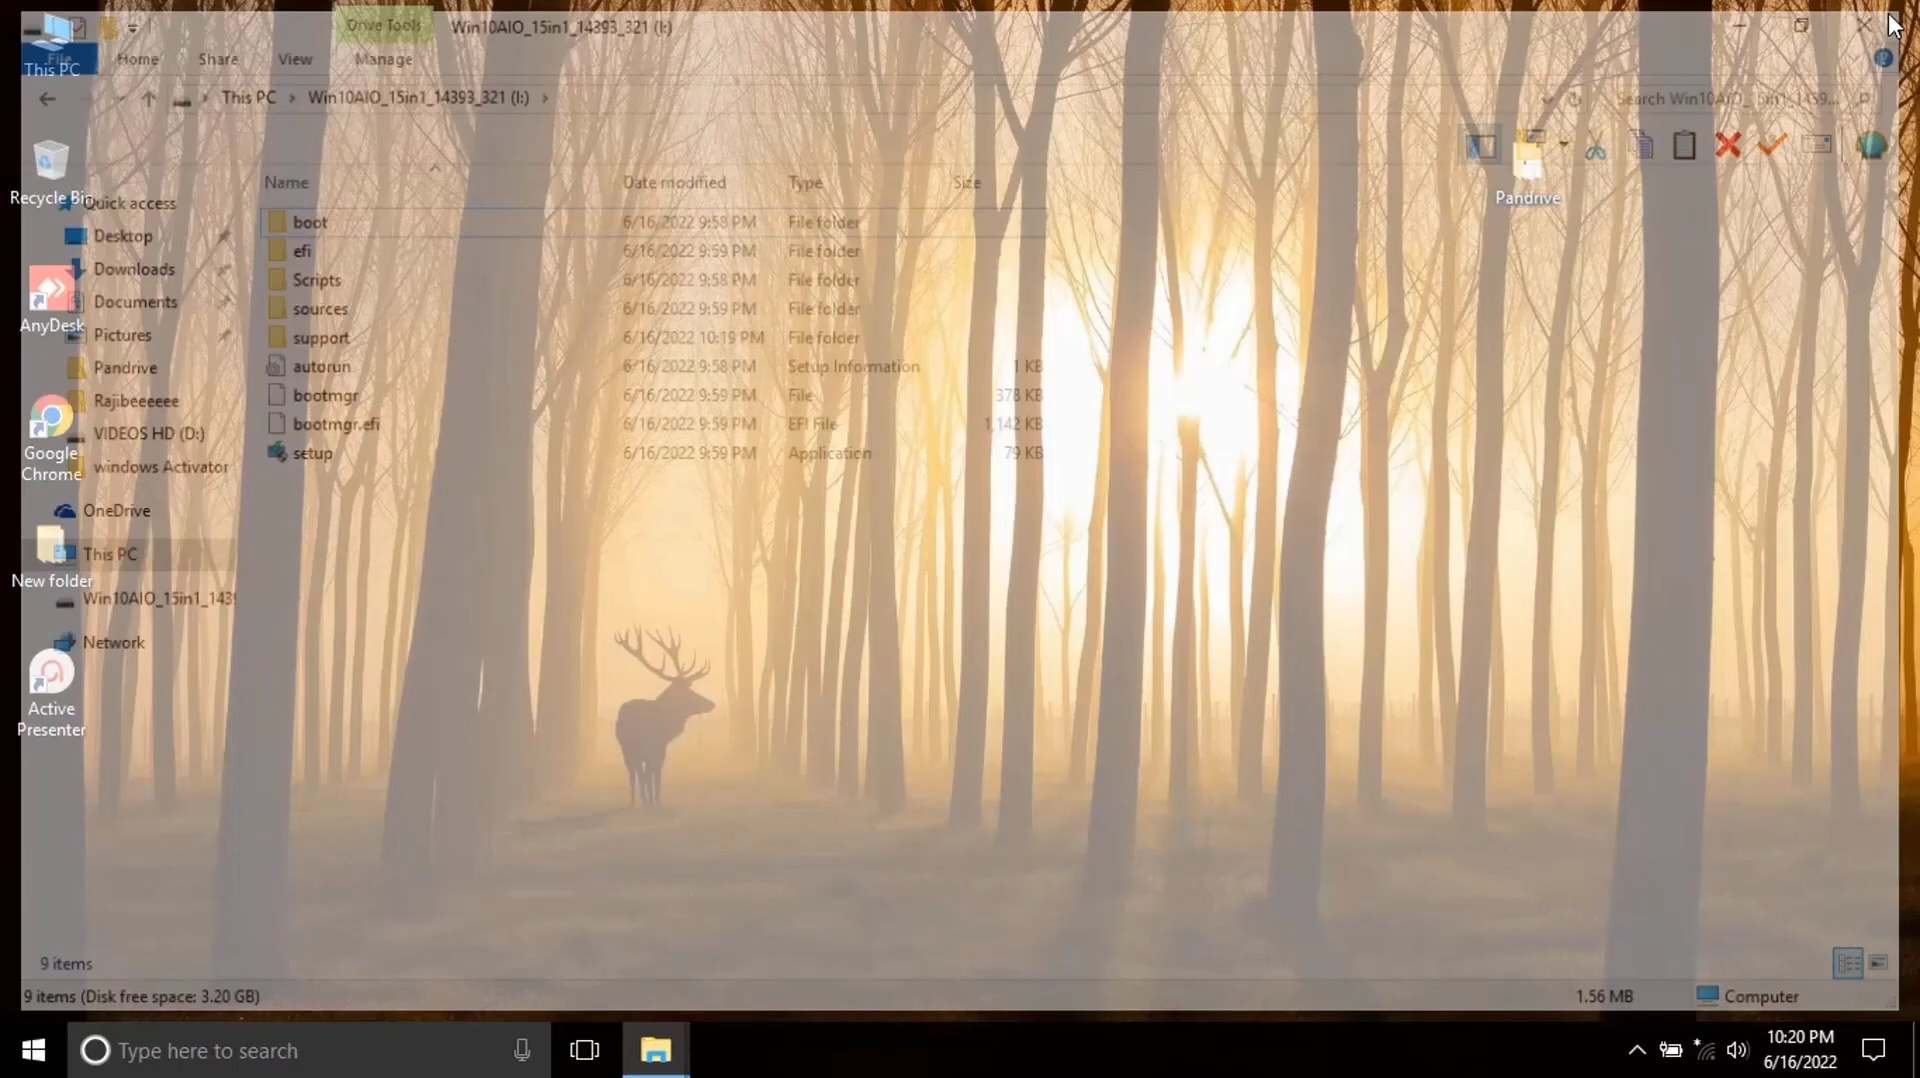 Drive Tools
Win10AIO_15in1_14393_321 (I:)
File
Home
Share
View
Manage
This PC
This PC
Win10AIO_15in1_14393_321 (I:)
Search Win10AIO_15in1_1439...
Recycle Bin
Pandrive
Name
Date modified
Type
Size
Quick access
Desktop
Downloads
Documents
Pictures
Pandrive
Rajibeeeeee
VIDEOS HD (D:)
windows Activator
OneDrive
This PC
Win10AIO_15in1_1439
Network
AnyDesk
Google
Chrome
New folder
Active
Presenter
boot 6/16/2022 9:58 PM File folder
efi 6/16/2022 9:59 PM File folder
Scripts 6/16/2022 9:58 PM File folder
sources 6/16/2022 9:59 PM File folder
support 6/16/2022 10:19 PM File folder
autorun 6/16/2022 9:58 PM Setup Information 1 KB
bootmgr 6/16/2022 9:59 PM File 378 KB
bootmgr.efi 6/16/2022 9:59 PM EFI File 1,142 KB
setup 6/16/2022 9:59 PM Application 79 KB
9 items
9 items (Disk free space: 3.20 GB)
1.56 MB
Computer
Type here to search
10:20 PM
6/16/2022